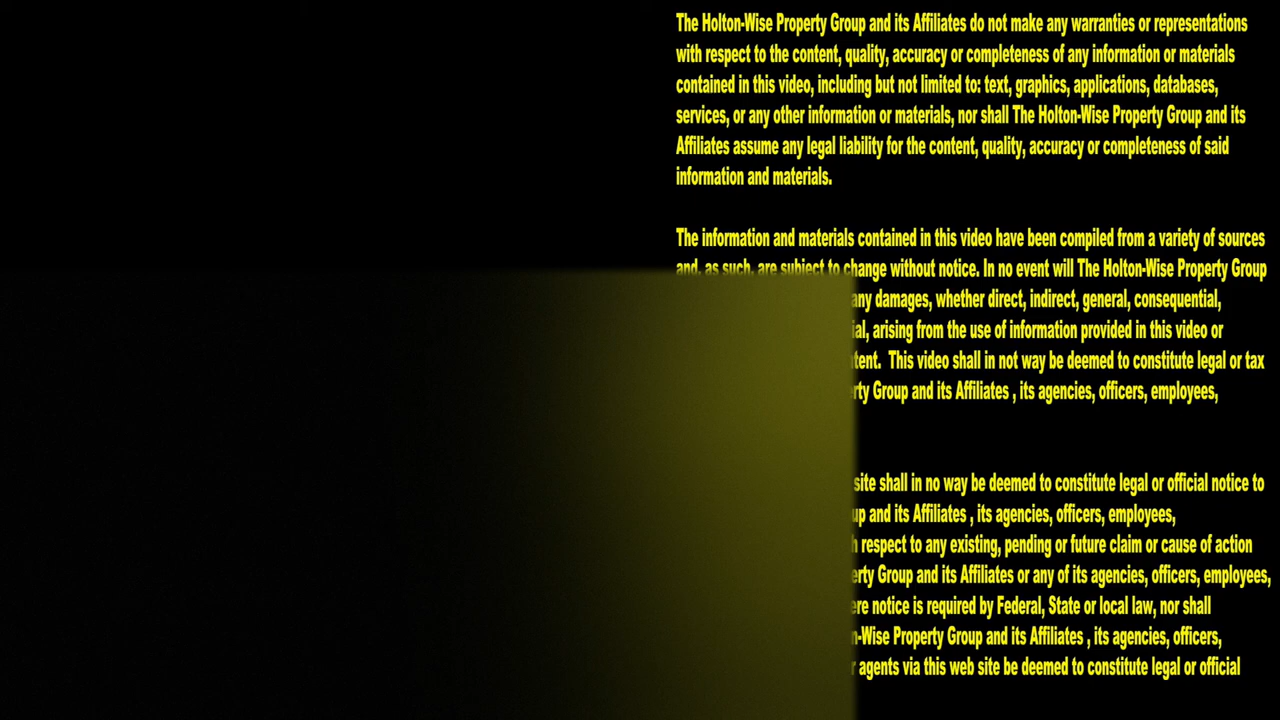 The Holton-Wise Property Group and its Affiliates do not make any warranties or representations
with respect to the content, quality, accuracy or completeness of any information or materials
contained in this video, including but not limited to: text, graphics, applications, databases,
services, or any other information or materials, nor shall The Holton-Wise Property Group and its
Affiliates assume any legal liability for the content, quality, accuracy or completeness of said
information and materials.
The information and materials contained in this video have been compiled from a variety of sources
and, as such, are subject to change without notice. In no event will The Holton-Wise Property Group
any damages, whether direct, indirect, general, consequential,
arising from the use of information provided in this video or
This video shall in not way be deemed to constitute legal or tax
Group and its Affiliates , its agencies, officers, employees,
site shall in no way be deemed to constitute legal or official notice to
and its Affiliates , its agencies, officers, employees,
respect to any existing, pending or future claim or cause of action
Group and its Affiliates or any of its agencies, officers, employees,
notice is required by Federal, State or local law, nor shall
-Wise Property Group and its Affiliates , its agencies, officers,
agents via this web site be deemed to constitute legal or official